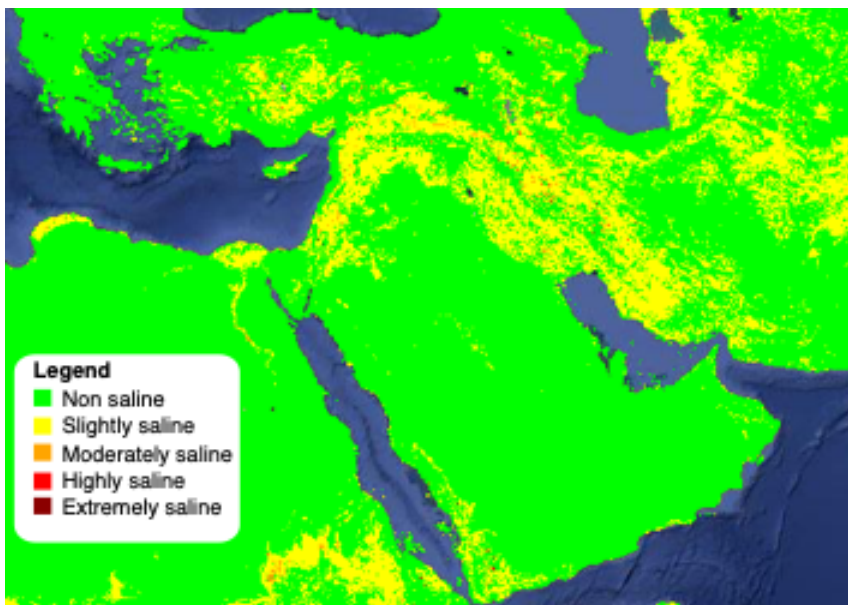 Legend
Non saline
Slightly saline
Moderately saline
Highly saline
Extremely saline